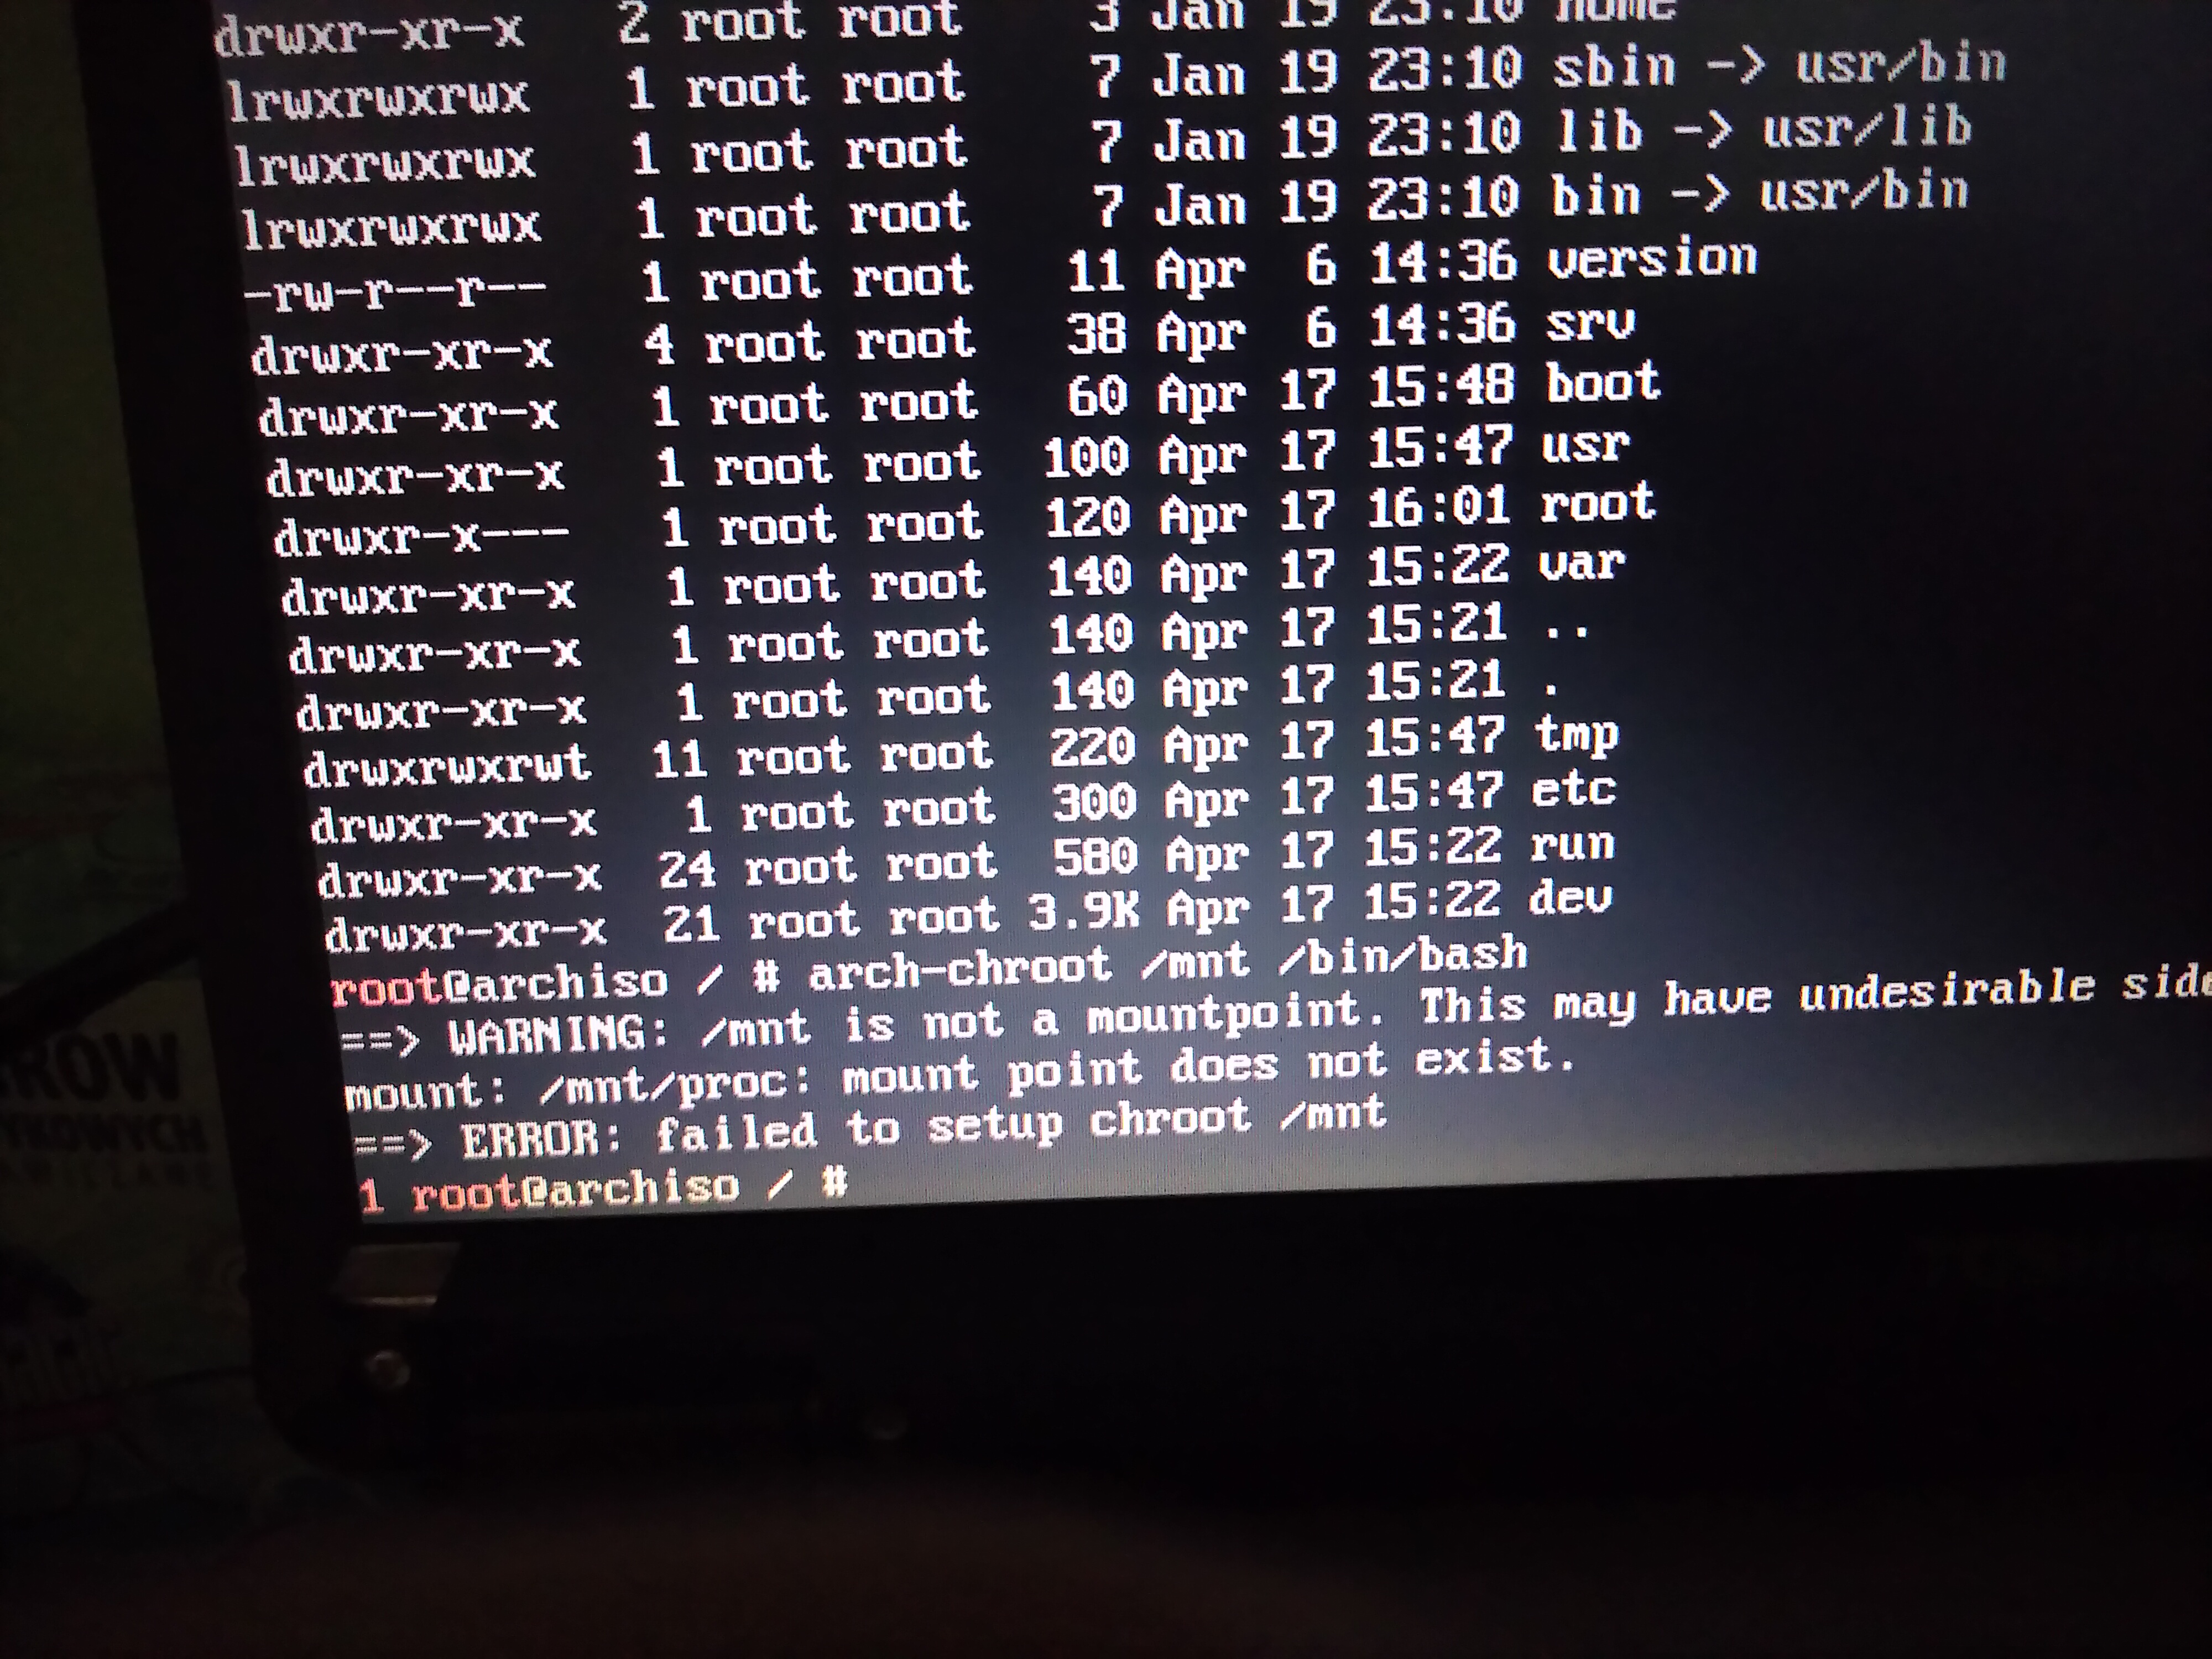 drwxr-xr-x 2 root root 3 Jan 19 23:10 home
lrwxrwxrwx 1 root root 7 Jan 19 23:10 sbin -> usr/bin
lrwxrwxrwx 1 root root 7 Jan 19 23:10 lib -> usr/lib
lrwxrwxrwx 1 root root 7 Jan 19 23:10 bin -> usr/bin
-rw-r--r-- 1 root root 11 Apr 6 14:36 version
drwxr-xr-x 4 root root 38 Apr 6 14:36 srv
drwxr-xr-x 1 root root 60 Apr 17 15:48 boot
drwxr-xr-x 1 root root 100 Apr 17 15:47 usr
drwxr-x--- 1 root root 120 Apr 17 16:01 root
drwxr-xr-x 1 root root 140 Apr 17 15:22 var
drwxr-xr-x 1 root root 140 Apr 17 15:21 ..
drwxr-xr-x 1 root root 140 Apr 17 15:21 .
drwxrwxrwt 11 root root 220 Apr 17 15:47 tmp
drwxr-xr-x 1 root root 300 Apr 17 15:47 etc
drwxr-xr-x 24 root root 580 Apr 17 15:22 run
drwxr-xr-x 21 root root 3.9K Apr 17 15:22 dev
root@archiso / # arch-chroot /mnt /bin/bash
==> WARNING: /mnt is not a mountpoint. This may have undesirable side
mount: /mnt/proc: mount point does not exist.
==> ERROR: failed to setup chroot /mnt
1 root@archiso / #